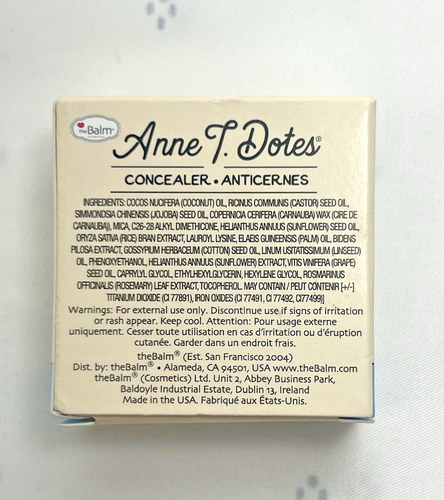 theBalm®
Anne T. Dotes®
CONCEALER • ANTICERNES
INGREDIENTS: COCOS NUCIFERA (COCONUT) OIL, RICINUS COMMUNIS (CASTOR) SEED OIL,
SIMMONDSIA CHINENSIS (JOJOBA) SEED OIL, COPERNICA CERIFERA (CARNAUBA) WAX (CIRE DE
CARNAUBA), MICA, C26-28 ALKYL DIMETHICONE, HELIANTHUS ANNUUS (SUNFLOWER) SEED OIL,
ORYZA SATIVA (RICE) BRAN EXTRACT, LAUROYL LYSINE, ELAEIS GUINEENSIS (PALM) OIL, BIDENS
PILOSA EXTRACT, GOSSYPIUM HERBACEUM (COTTON) SEED OIL, LINUM USITATISSIMUM (LINSEED)
OIL, PHENOXYETHANOL, HELIANTHUS ANNUUS (SUNFLOWER) EXTRACT, VITIS VINIFERA (GRAPE)
SEED OIL, CAPRYLYL GLYCOL, ETHYLHEXYLGLYCERIN, HEXYLENE GLYCOL, ROSMARINUS
OFFICINALIS (ROSEMARY) LEAF EXTRACT, TOCOPHEROL. MAY CONTAIN / PEUT CONTENIR [+/-]
TITANIUM DIOXIDE (CI 77891), IRON OXIDES (CI 77491, CI 77492, CI77499)]
Warnings: For external use only. Discontinue use if signs of irritation
or rash appear. Keep cool. Attention: Pour usage externe
uniquement. Cesser toute utilisation en cas d'irritation ou d'éruption
cutanée. Garder dans un endroit frais.
theBalm® (Est. San Francisco 2004)
Dist. by: theBalm® • Alameda, CA 94501, USA www.theBalm.com
theBalm® (Cosmetics) Ltd. Unit 2, Abbey Business Park,
Baldoyle Industrial Estate, Dublin 13, Ireland
Made in the USA. Fabriqué aux États-Unis.